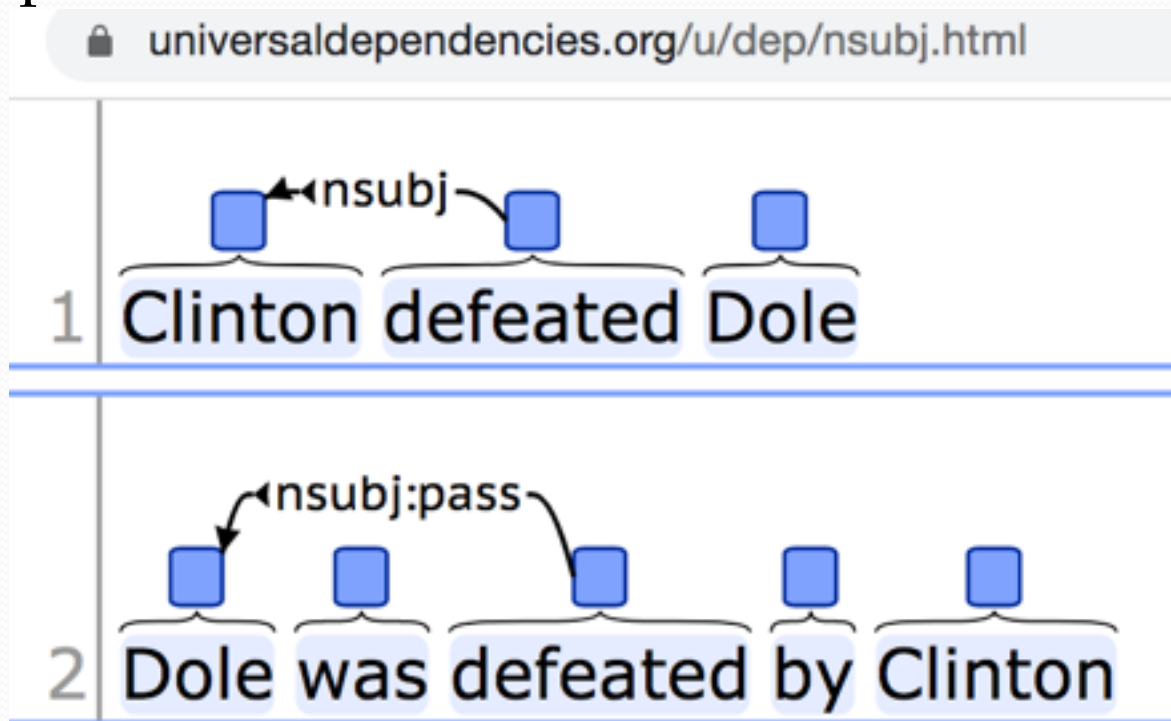 universaldependencies.org/u/dep/nsubj.html
nsubj
1 Clinton defeated Dole
nsubj:pass
2 Dole was defeated by Clinton